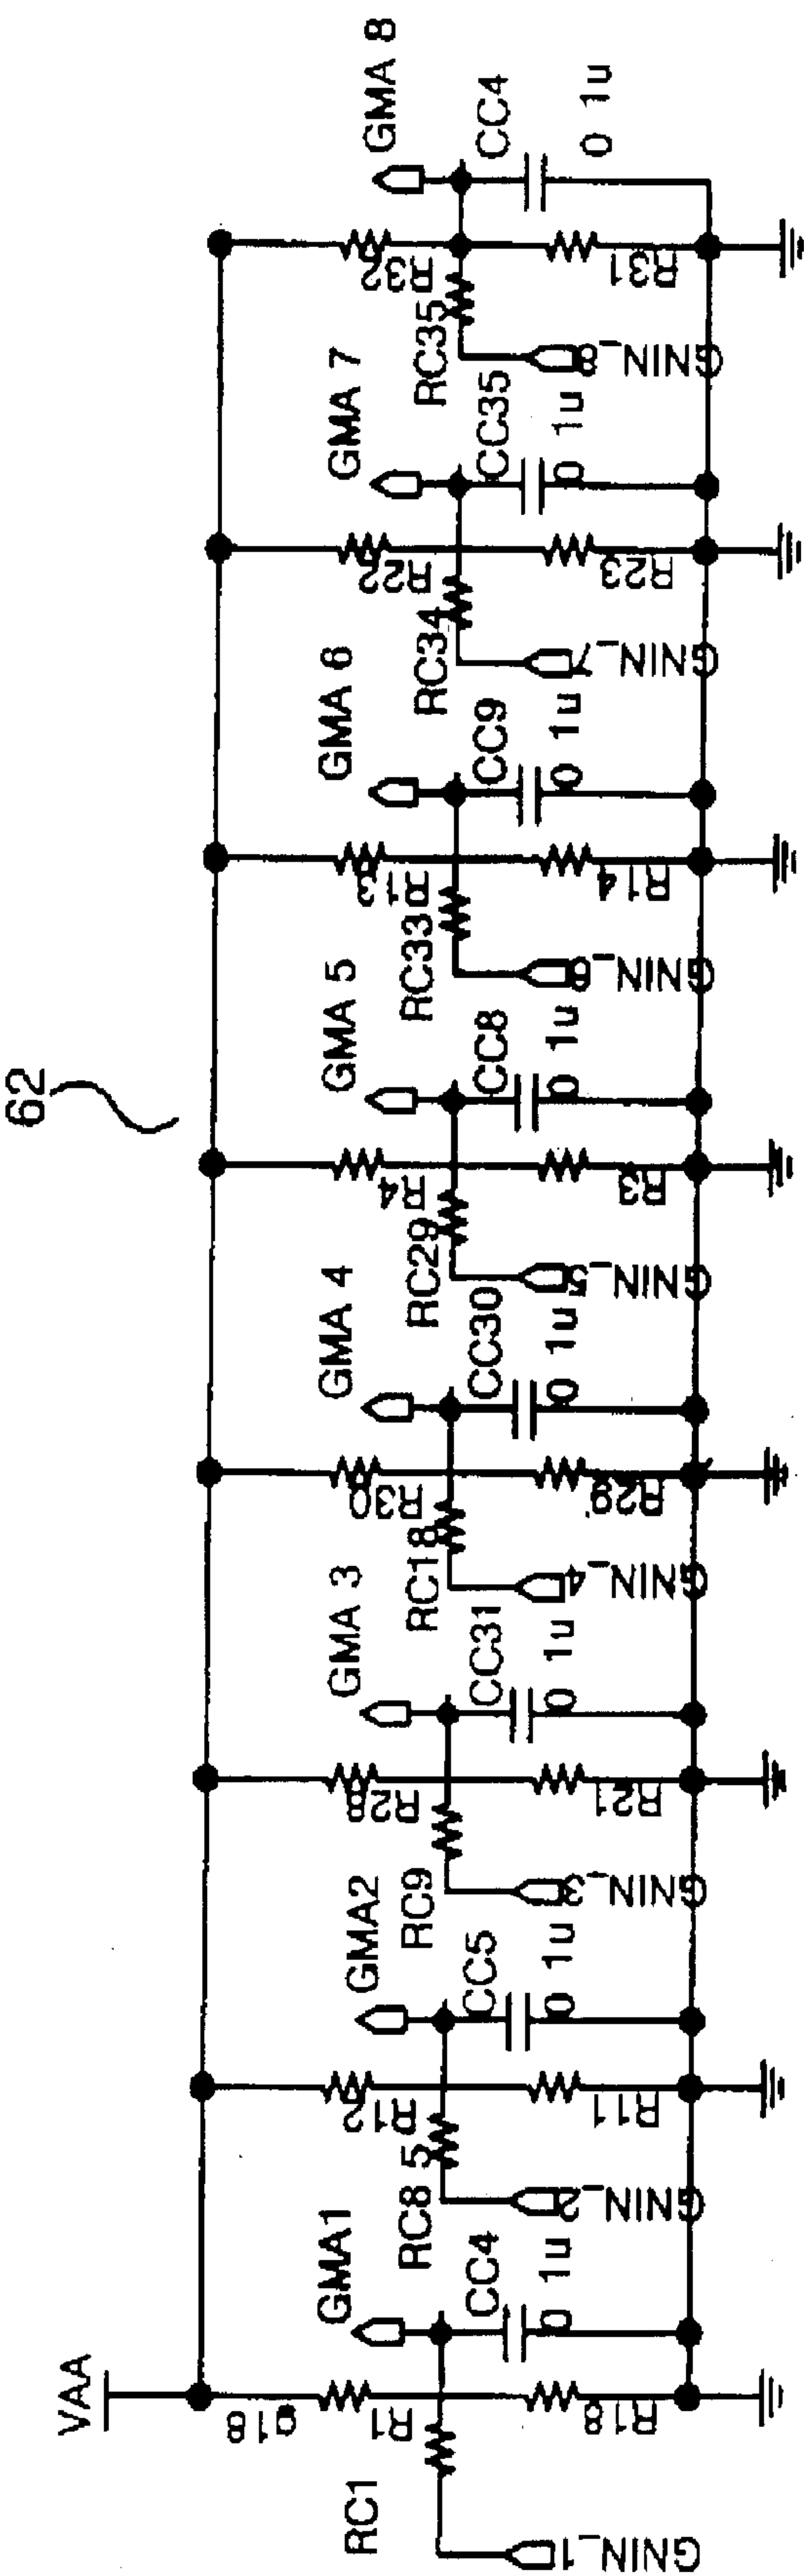 62
VAA
g18
GMA1
GMA2
GMA 3
GMA 4
GMA 5
GMA 6
GMA 7
GMA 8
R1
R12
R28
R30
R4
R13
R22
R32
RC1
RC8 5
RC9
RC18
RC29
RC33
RC34
RC35
CC4
CC5
CC31
CC30
CC8
CC9
CC35
CC4
0 1u
0 1u
0 1u
0 1u
0 1u
0 1u
0 1u
0 1u
R18
R11
R21
R29
R3
R14
R23
R31
GNIN_1
GNIN_2
GNIN_3
GNIN_4
GNIN_5
GNIN_6
GNIN_7
GNIN_8